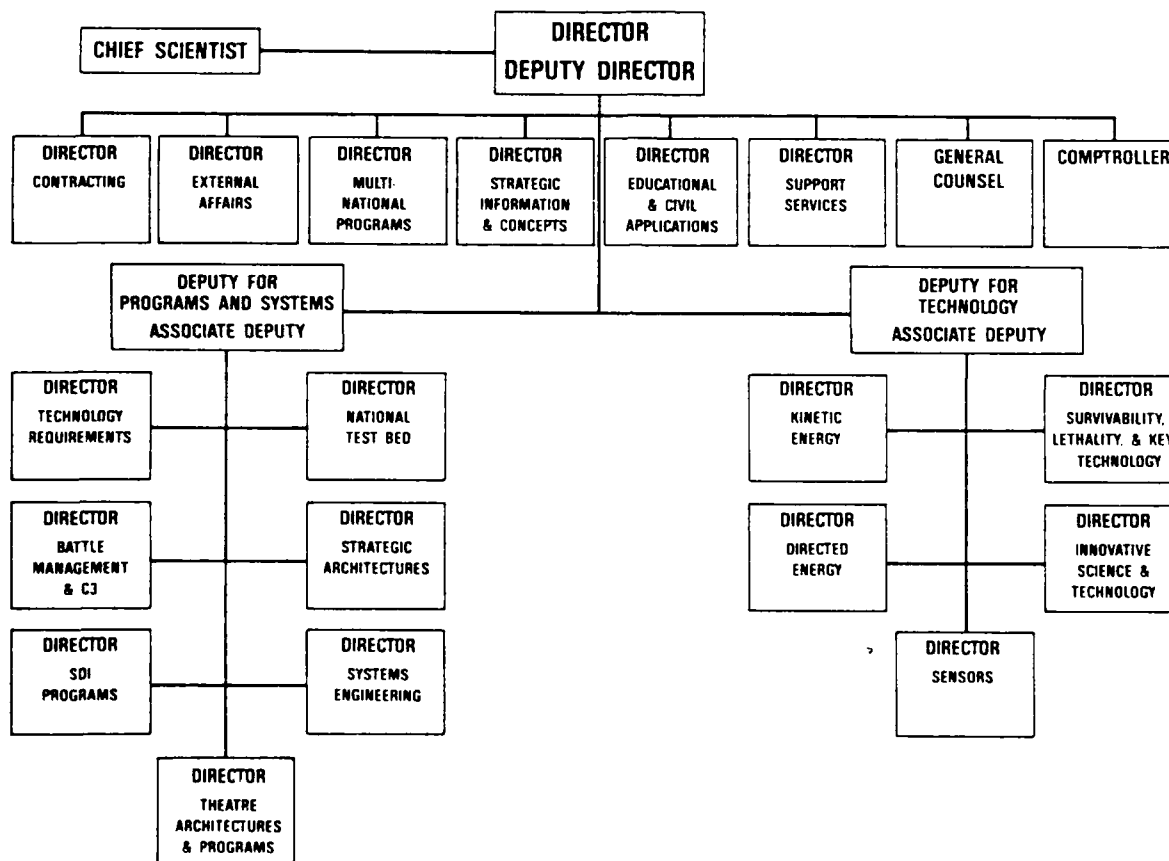 CHIEF SCIENTIST
DIRECTOR
DEPUTY DIRECTOR
DIRECTOR
CONTRACTING
DIRECTOR
EXTERNAL
AFFAIRS
DIRECTOR
MULTI-
NATIONAL
PROGRAMS
DIRECTOR
STRATEGIC
INFORMATION
& CONCEPTS
DIRECTOR
EDUCATIONAL
& CIVIL
APPLICATIONS
DIRECTOR
SUPPORT
SERVICES
GENERAL
COUNSEL
COMPTROLLER
DEPUTY FOR
PROGRAMS AND SYSTEMS
ASSOCIATE DEPUTY
DEPUTY FOR
TECHNOLOGY
ASSOCIATE DEPUTY
DIRECTOR
TECHNOLOGY
REQUIREMENTS
DIRECTOR
NATIONAL
TEST BED
DIRECTOR
KINETIC
ENERGY
DIRECTOR
SURVIVABILITY,
LETHALITY, & KEY
TECHNOLOGY
DIRECTOR
BATTLE
MANAGEMENT
& C3
DIRECTOR
STRATEGIC
ARCHITECTURES
DIRECTOR
DIRECTED
ENERGY
DIRECTOR
INNOVATIVE
SCIENCE &
TECHNOLOGY
DIRECTOR
SDI
PROGRAMS
DIRECTOR
SYSTEMS
ENGINEERING
DIRECTOR
SENSORS
DIRECTOR
THEATRE
ARCHITECTURES
& PROGRAMS